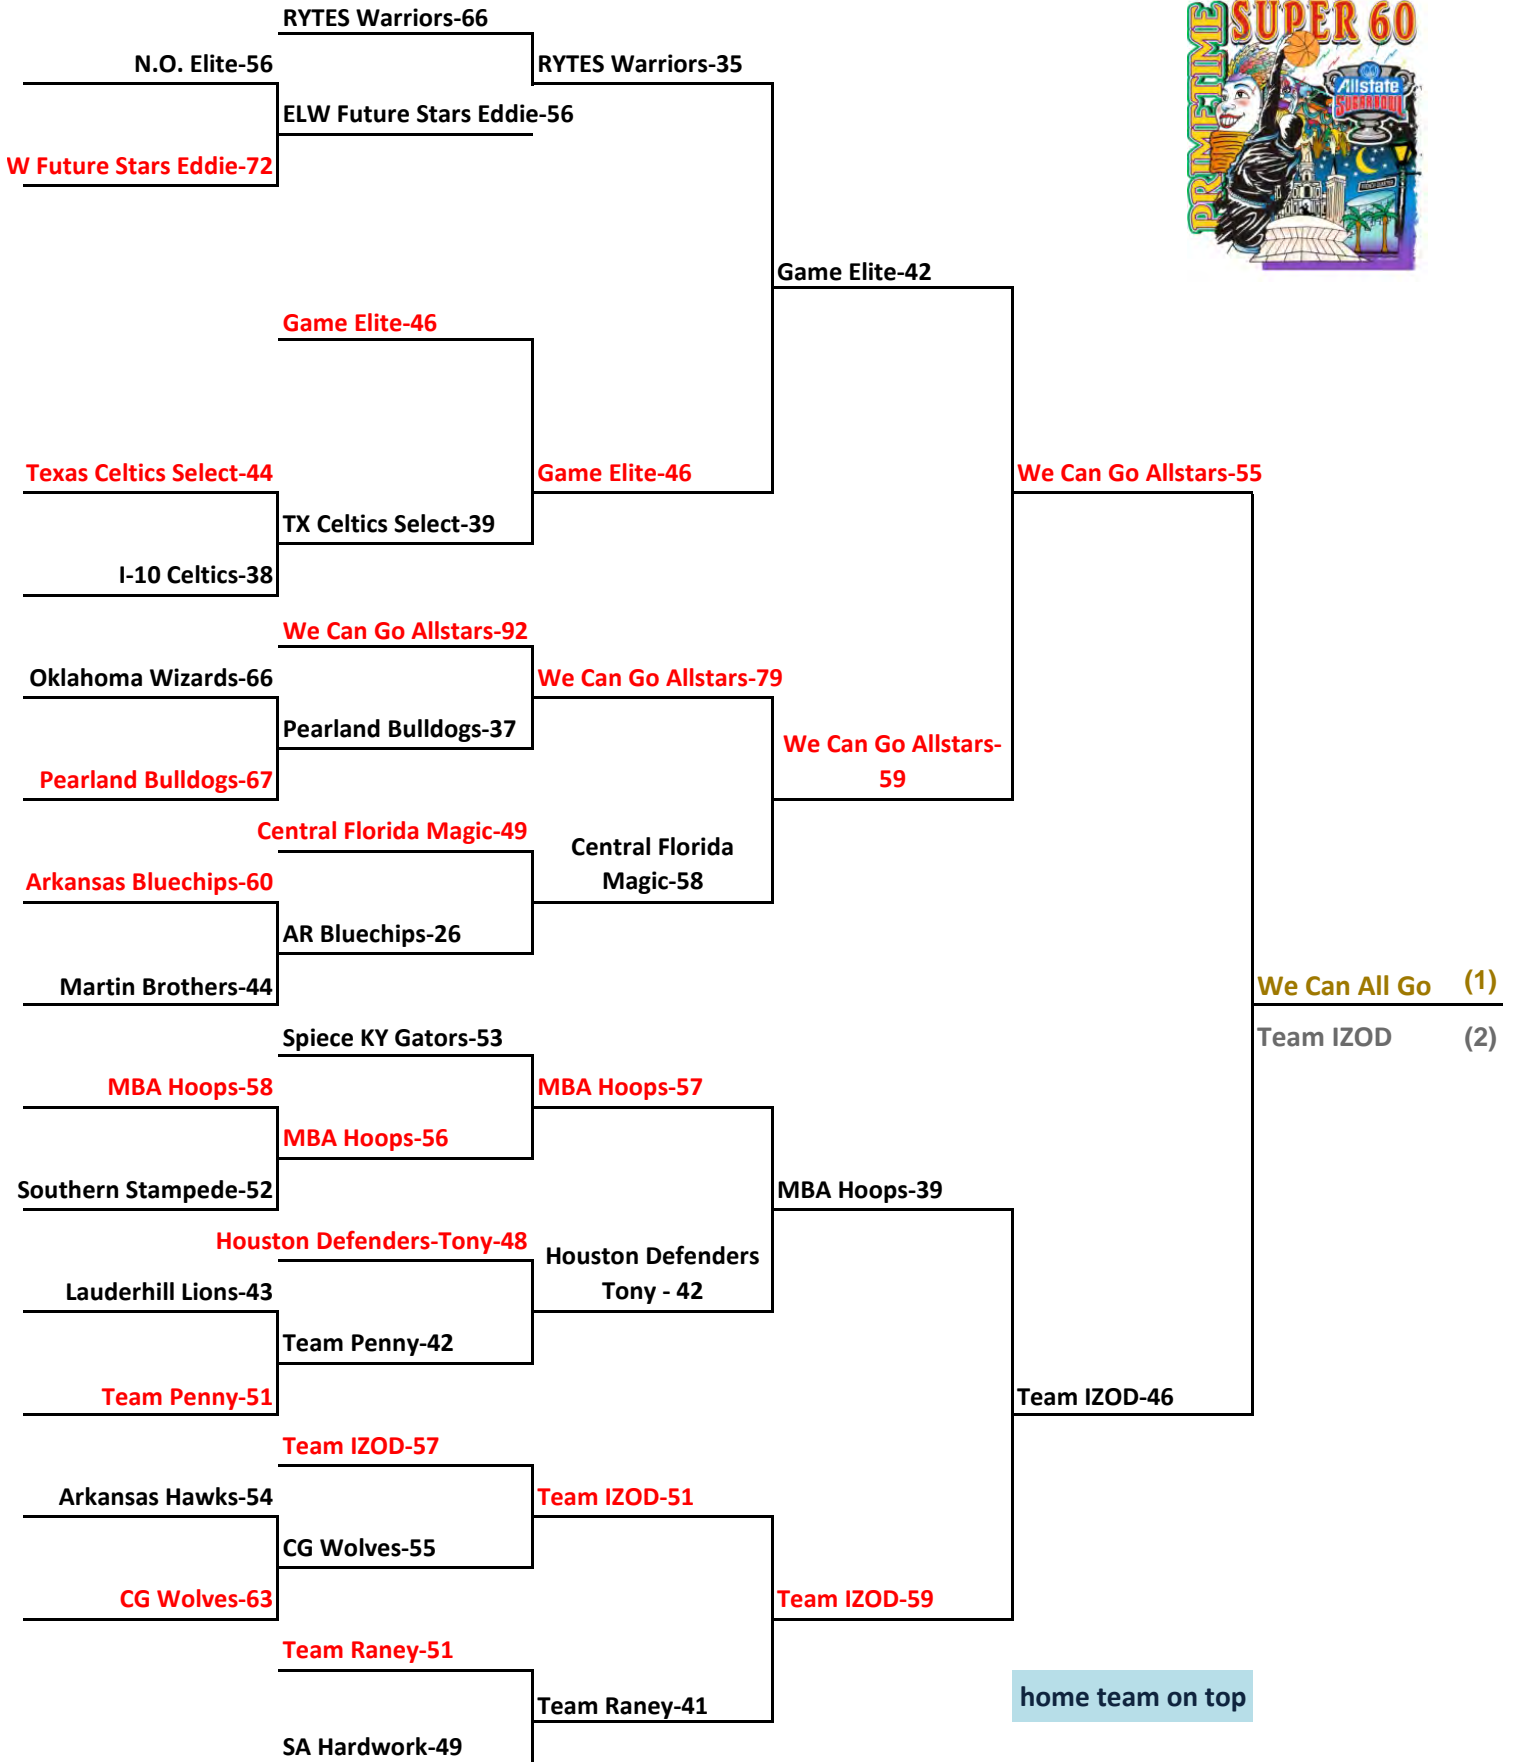 RYTES Warriors-66
PRIMETIME
SUPER 60
N.O. Elite-56
RYTES Warriors-35
Allstate
SUGAR BOWL
ELW Future Stars Eddie-56
W Future Stars Eddie-72
Game Elite-42
Game Elite-46
Texas Celtics Select-44
Game Elite-46
We Can Go Allstars-55
TX Celtics Select-39
I-10 Celtics-38
We Can Go Allstars-92
Oklahoma Wizards-66
We Can Go Allstars-79
Pearland Bulldogs-37
We Can Go Allstars-
59
Pearland Bulldogs-67
Central Florida Magic-49
Central Florida
Magic-58
Arkansas Bluechips-60
AR Bluechips-26
Martin Brothers-44
We Can All Go (1)
Spiece KY Gators-53
Team IZOD (2)
MBA Hoops-58
MBA Hoops-57
MBA Hoops-56
Southern Stampede-52
MBA Hoops-39
Houston Defenders-Tony-48
Houston Defenders
Tony - 42
Lauderhill Lions-43
Team Penny-42
Team Penny-51
Team IZOD-46
Team IZOD-57
Arkansas Hawks-54
Team IZOD-51
CG Wolves-55
CG Wolves-63
Team IZOD-59
Team Raney-51
home team on top
Team Raney-41
SA Hardwork-49